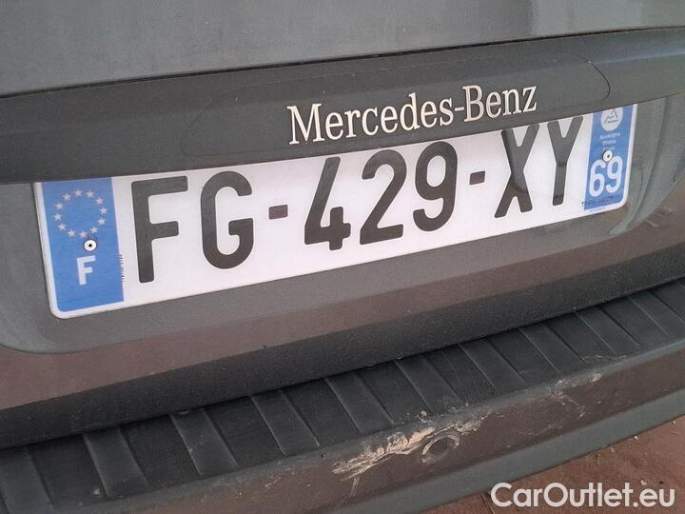 Mercedes-Benz
F
FG-429-XY
69
CarOutlet.eu